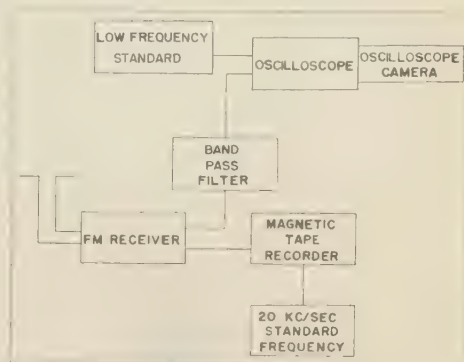 LOW FREQUENCY
STANDARD
OSCILLOSCOPE
OSCILLOSCOPE
CAMERA
BAND
PASS
FILTER
FM RECEIVER
MAGNETIC
TAPE
RECORDER
20 KC/SEC
STANDARD
FREQUENCY